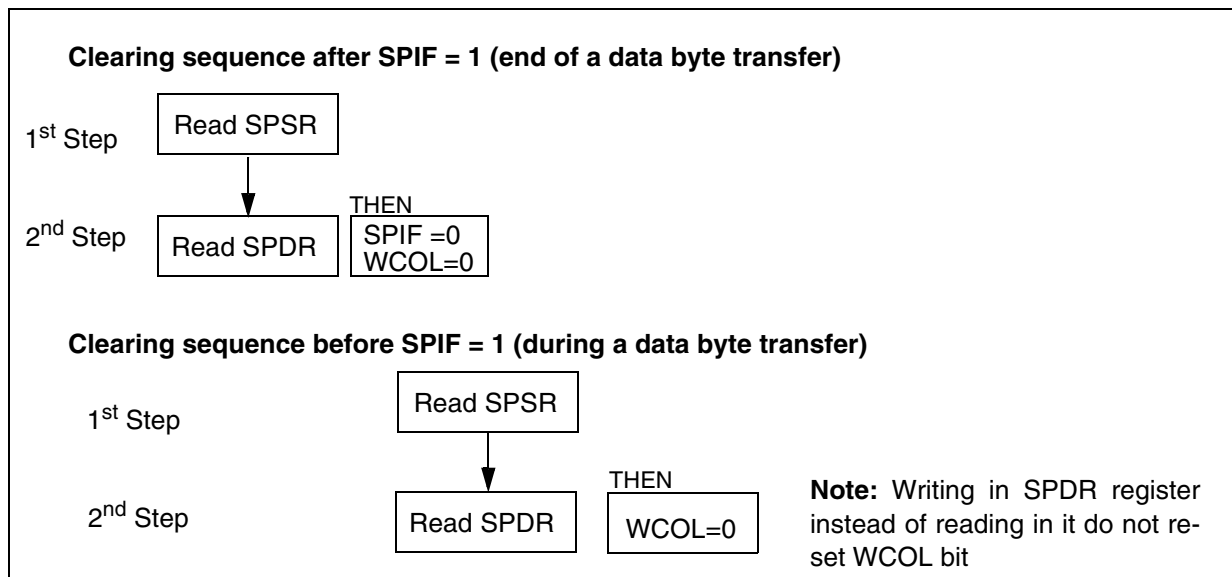 Clearing sequence after SPIF = 1 (end of a data byte transfer)
1st Step
Read SPSR
2nd Step
Read SPDR
THEN
SPIF =0
WCOL=0
Clearing sequence before SPIF = 1 (during a data byte transfer)
1st Step
Read SPSR
2nd Step
Read SPDR
THEN
WCOL=0
Note: Writing in SPDR register
instead of reading in it do not re-
set WCOL bit